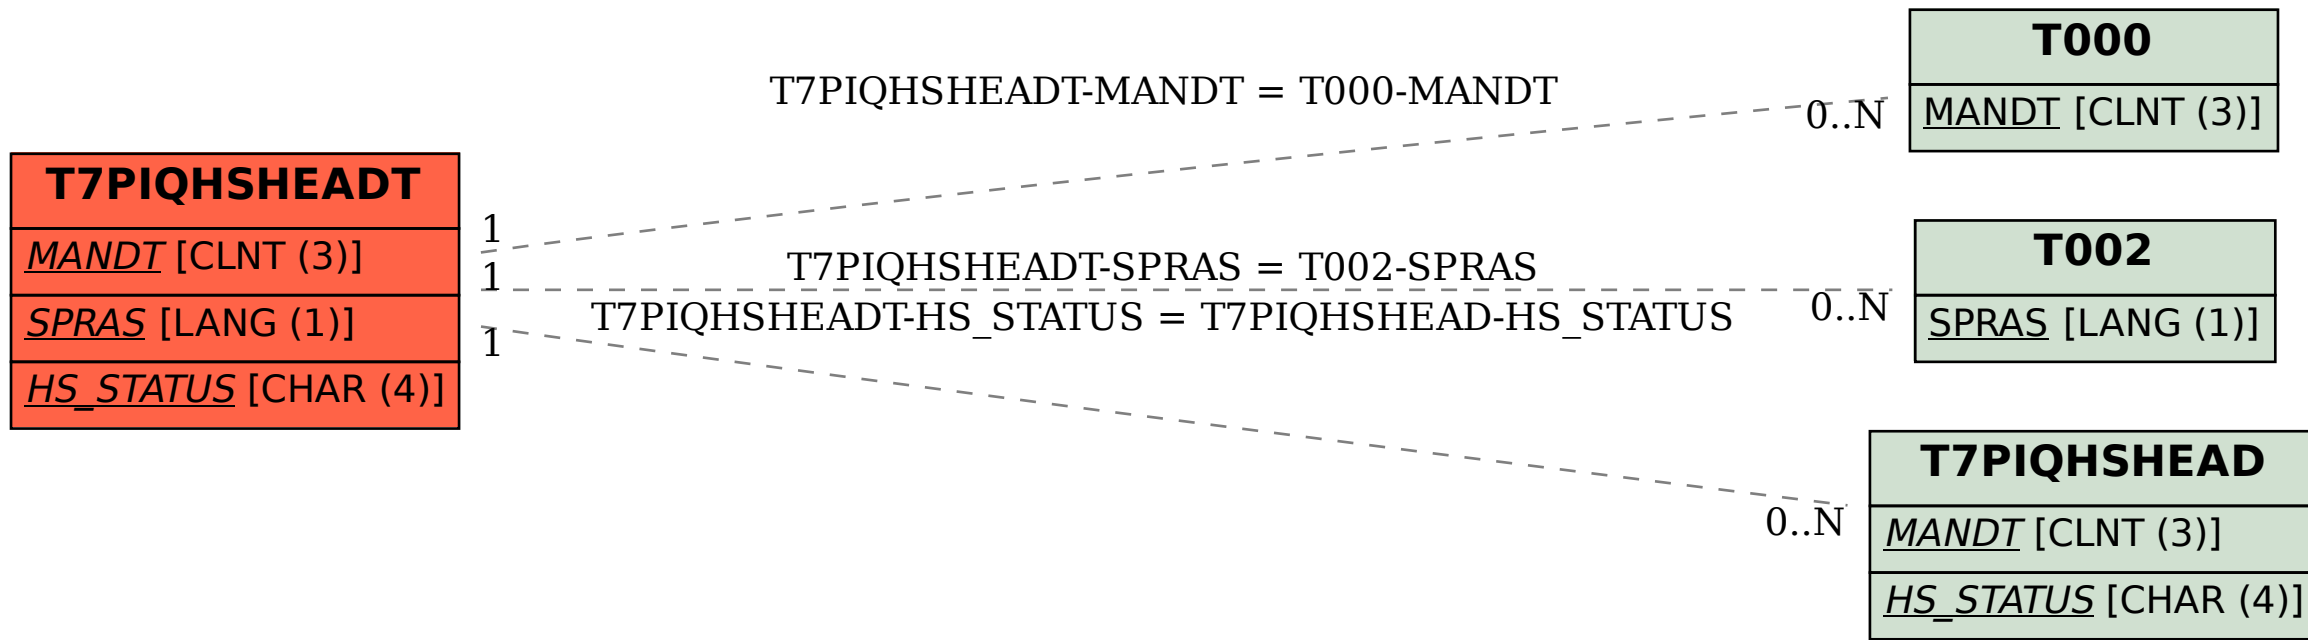 T7PIQHSHEADT
MANDT [CLNT (3)]
SPRAS [LANG (1)]
HS_STATUS [CHAR (4)]
T7PIQHSHEADT-MANDT = T000-MANDT
1
0..N
T7PIQHSHEADT-SPRAS = T002-SPRAS
1
0..N
T7PIQHSHEADT-HS_STATUS = T7PIQHSHEAD-HS_STATUS
1
0..N
T000
MANDT [CLNT (3)]
T002
SPRAS [LANG (1)]
T7PIQHSHEAD
MANDT [CLNT (3)]
HS_STATUS [CHAR (4)]